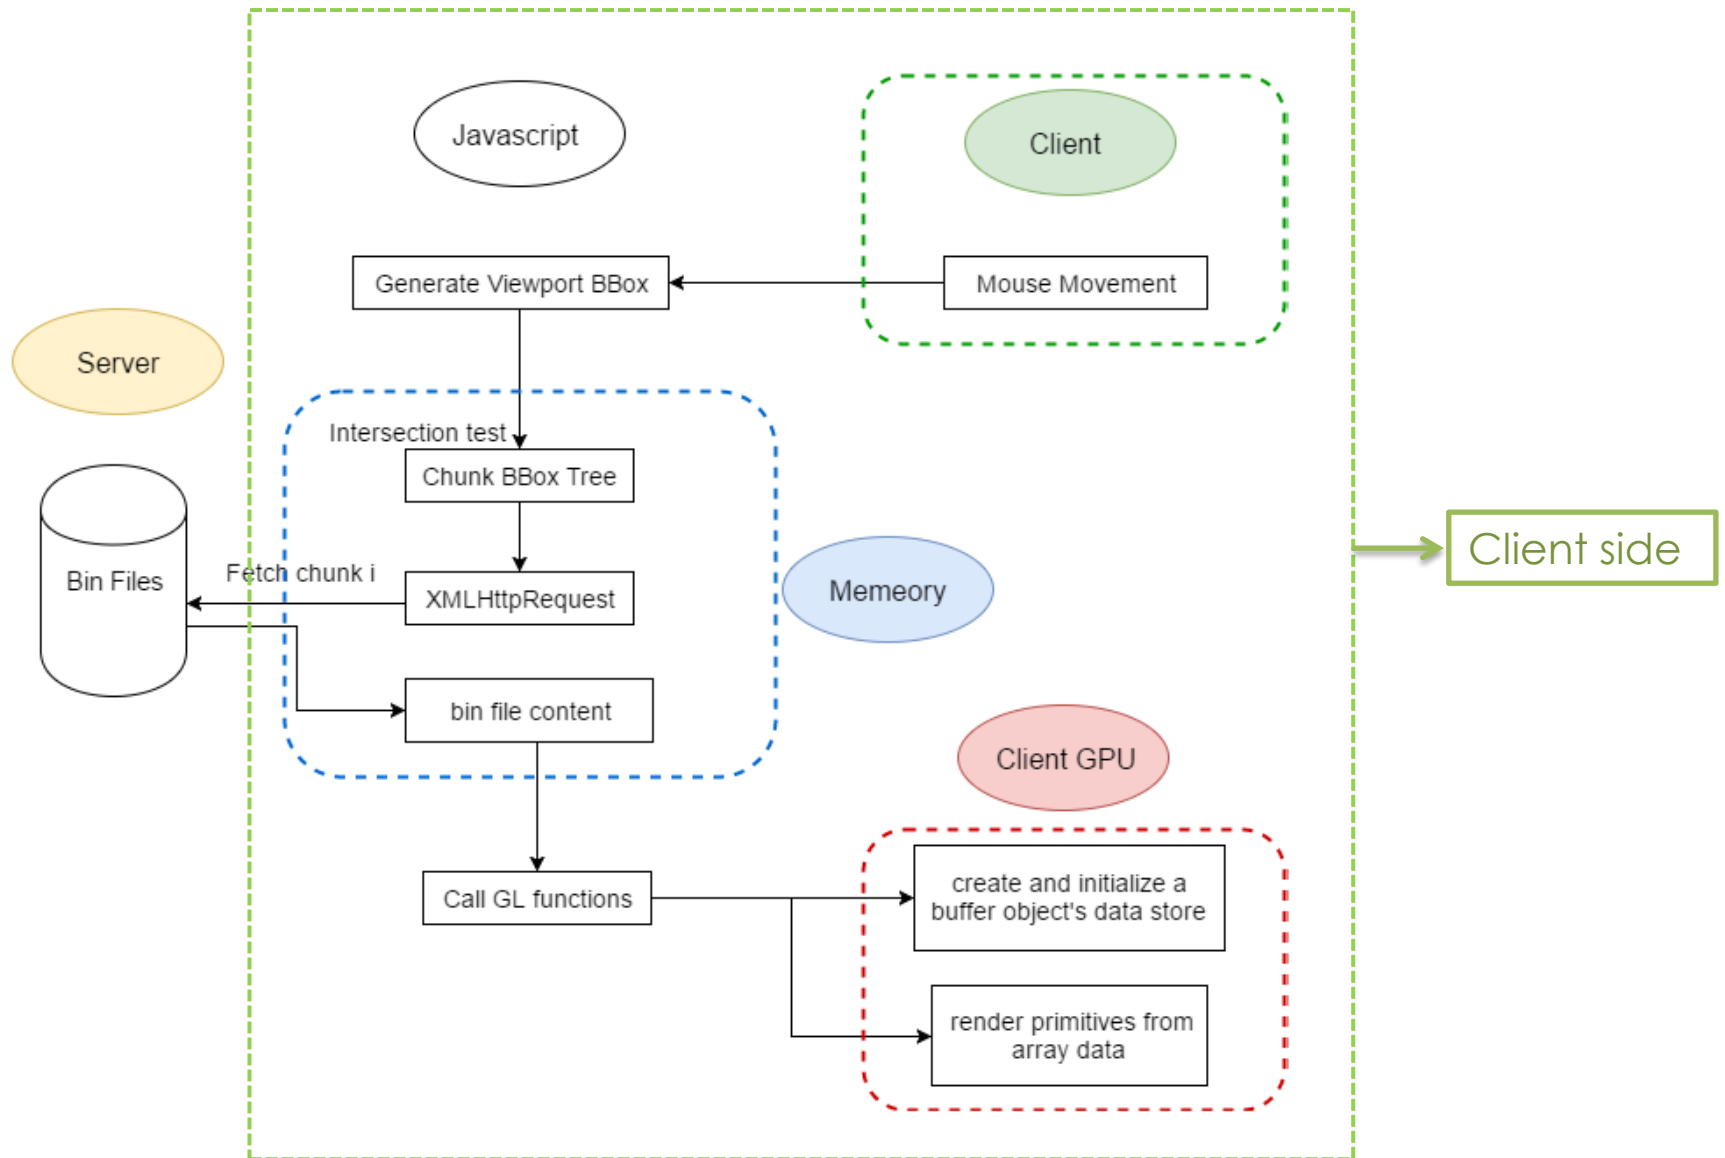 Javascript
Client
Generate Viewport BBox
Mouse Movement
Server
Intersection test
Chunk BBox Tree
Bin Files
Fetch chunk i
XMLHttpRequest
Memeory
Client side
bin file content
Client GPU
Call GL functions
create and initialize a
buffer object's data store
render primitives from
array data